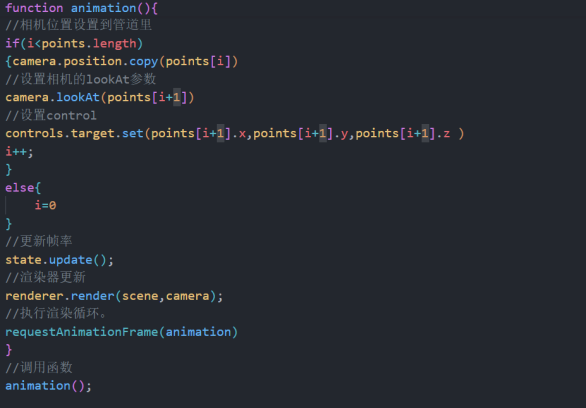 function animation(){
//相机位置设置到管道里
if(i<points.length)
{camera.position.copy(points[i])
//设置相机的lookAt参数
camera.lookAt(points[i+1])
//设置control
controls.target.set(points[i+1].x,points[i+1].y,points[i+1].z )
i++;
}
else{
    i=0
}
//更新帧率
state.update();
//渲染器更新
renderer.render(scene,camera);
//执行渲染循环。
requestAnimationFrame(animation)
}
//调用函数
animation();